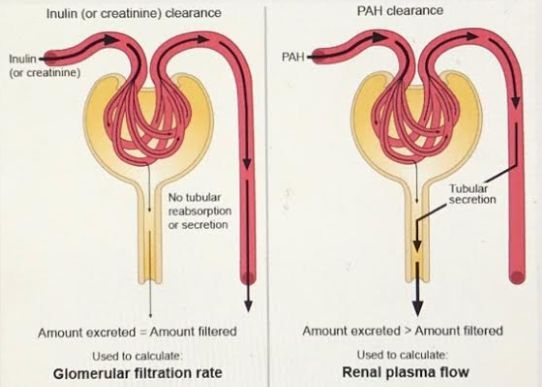 Inulin (or creatinine) clearance
Inulin
(or creatinine)
No tubular
reabsorption
or secretion
Amount excreted = Amount filtered
Used to calculate:
Glomerular filtration rate
PAH clearance
PAH
Tubular
secretion
Amount excreted > Amount filtered
Used to calculate:
Renal plasma flow